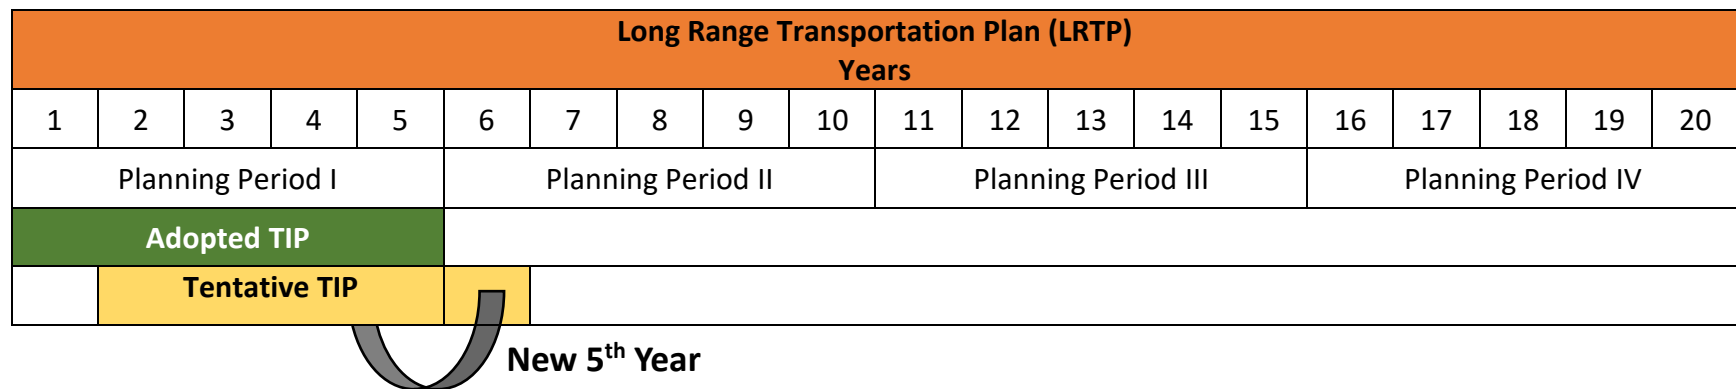 Long Range Transportation Plan (LRTP)
Years
1 2 3 4 5 6 7 8 9 10 11 12 13 14 15 16 17 18 19 20
Planning Period I Planning Period II Planning Period III Planning Period IV
Adopted TIP
Tentative TIP
New 5th Year